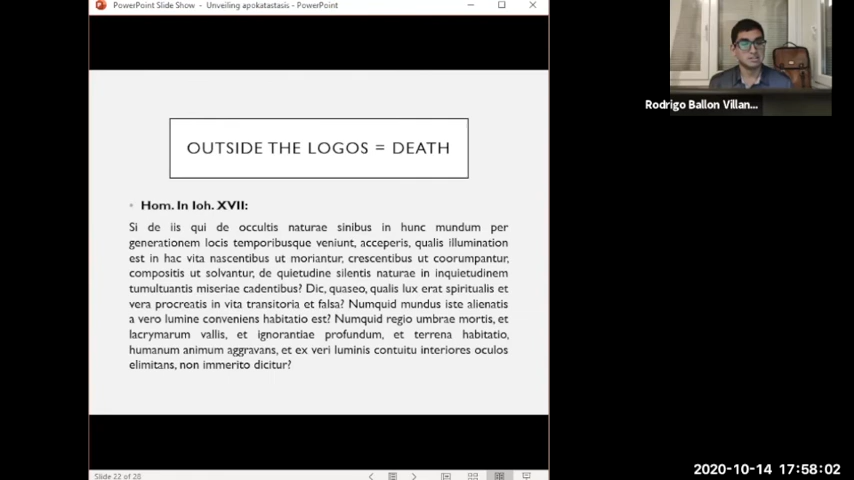 PowerPoint Slide Show - Unveiling apokatastasis - PowerPoint
Rodrigo Ballon Villan...
OUTSIDE THE LOGOS = DEATH
• Hom. In Ioh. XVII:
Si de iis qui de occultis naturae sinibus in hunc mundum per
generationem locis temporibusque veniunt, acceperis, qualis illumination
est in hac vita nascentibus ut moriantur, crescentibus ut coorumpantur,
compositis ut solvantur, de quietudine silentis naturae in inquietudinem
tumultuantis miseriae cadentibus? Dic, quaseo, qualis lux erat spiritualis et
vera procreatis in vita transitoria et falsa? Numquid mundus iste alienatis
a vero lumine conveniens habitatio est? Numquid regio umbrae mortis, et
lacrymarum vallis, et ignorantiae profundum, et terrena habitatio,
humanum animum aggravans, et ex veri luminis contuitu interiores oculos
elimitans, non immerito dicitur?
Slide 22 of 28
2020-10-14 17:58:02